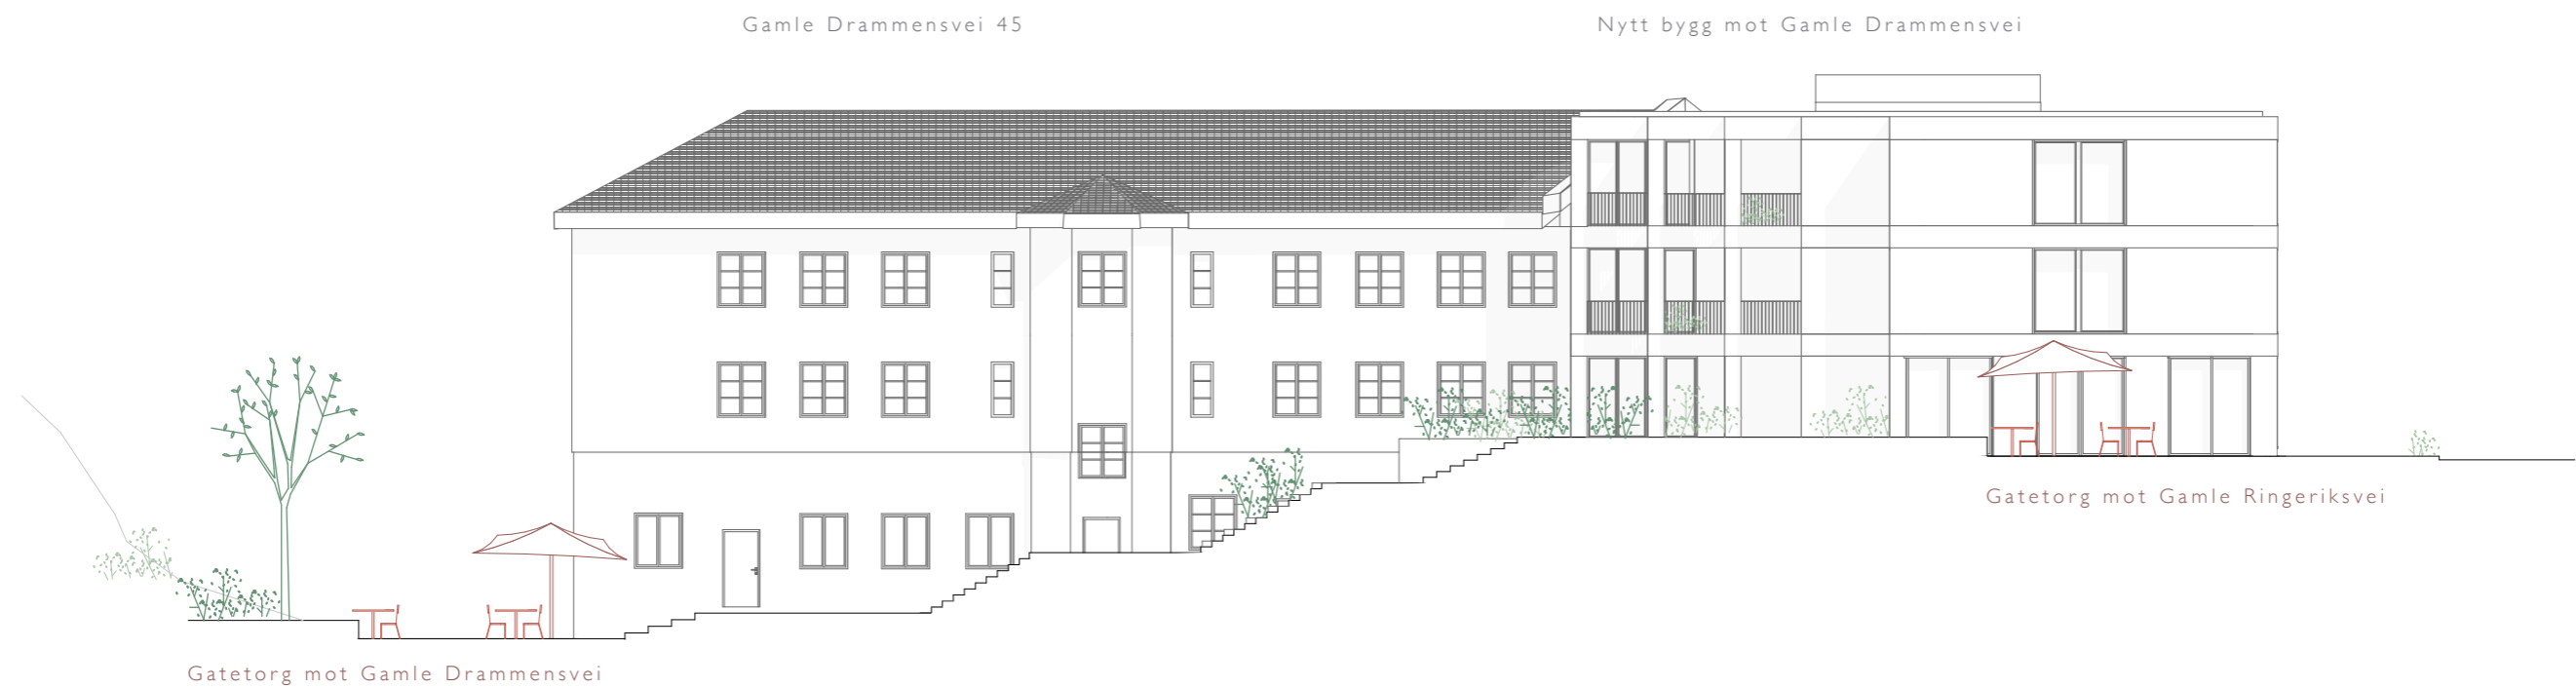 Gamle Drammensvei 45
Nytt bygg mot Gamle Drammensvei
Gatetorg mot Gamle Ringeriksvei
Gatetorg mot Gamle Drammensvei